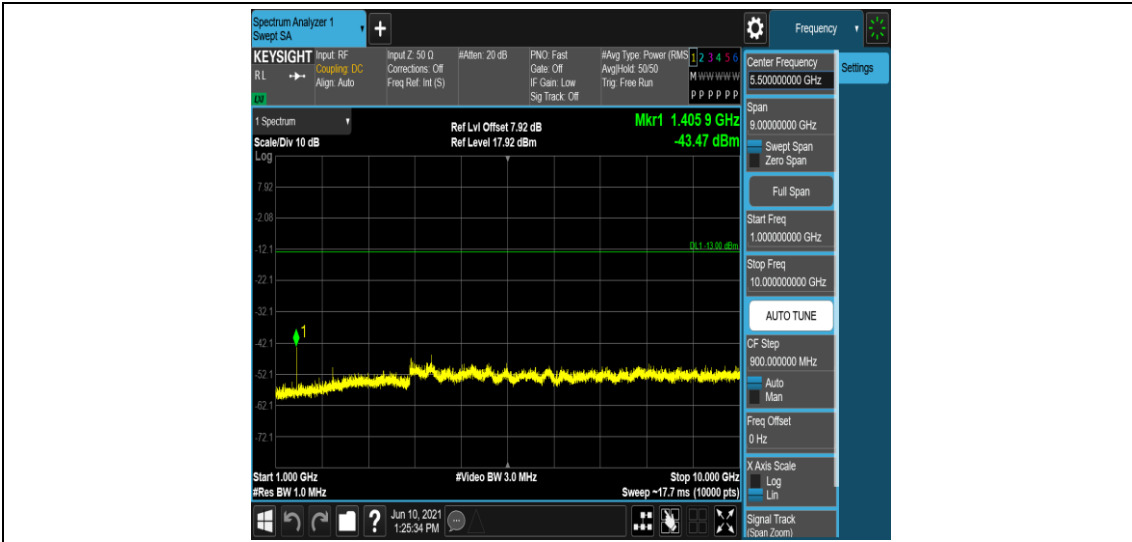 Spectrum Analyzer 1
Swept SA
+
Frequency
KEYSIGHT
RL
Input: RF
Coupling: DC
Align: Auto
Input Z: 50 Ω
Corrections: Off
Freq Ref: Int (S)
#Atten: 20 dB
PNO: Fast
Gate: Off
IF Gain: Low
Sig Track: Off
#Avg Type: Power (RMS
Avg|Hold: 50/50
Trig: Free Run
1 2 3 4 5 6
M W W W W W
P P P P P P
1 Spectrum
Scale/Div 10 dB
Log
Ref Lvl Offset 7.92 dB
Ref Level 17.92 dBm
Mkr1 1.405 9 GHz
-43.47 dBm
7.92
-2.08
-12.1
-22.1
-32.1
-42.1
-52.1
-62.1
-72.1
DL1 -13.00 dBm
1
Start 1.000 GHz
#Res BW 1.0 MHz
#Video BW 3.0 MHz
Stop 10.000 GHz
Sweep ~17.7 ms (10000 pts)
?
Jun 10, 2021
1:25:34 PM
Center Frequency
5.500000000 GHz
Settings
Span
9.00000000 GHz
Swept Span
Zero Span
Full Span
Start Freq
1.000000000 GHz
Stop Freq
10.000000000 GHz
AUTO TUNE
CF Step
900.000000 MHz
Auto
Man
Freq Offset
0 Hz
X Axis Scale
Log
Lin
Signal Track
(Span Zoom)